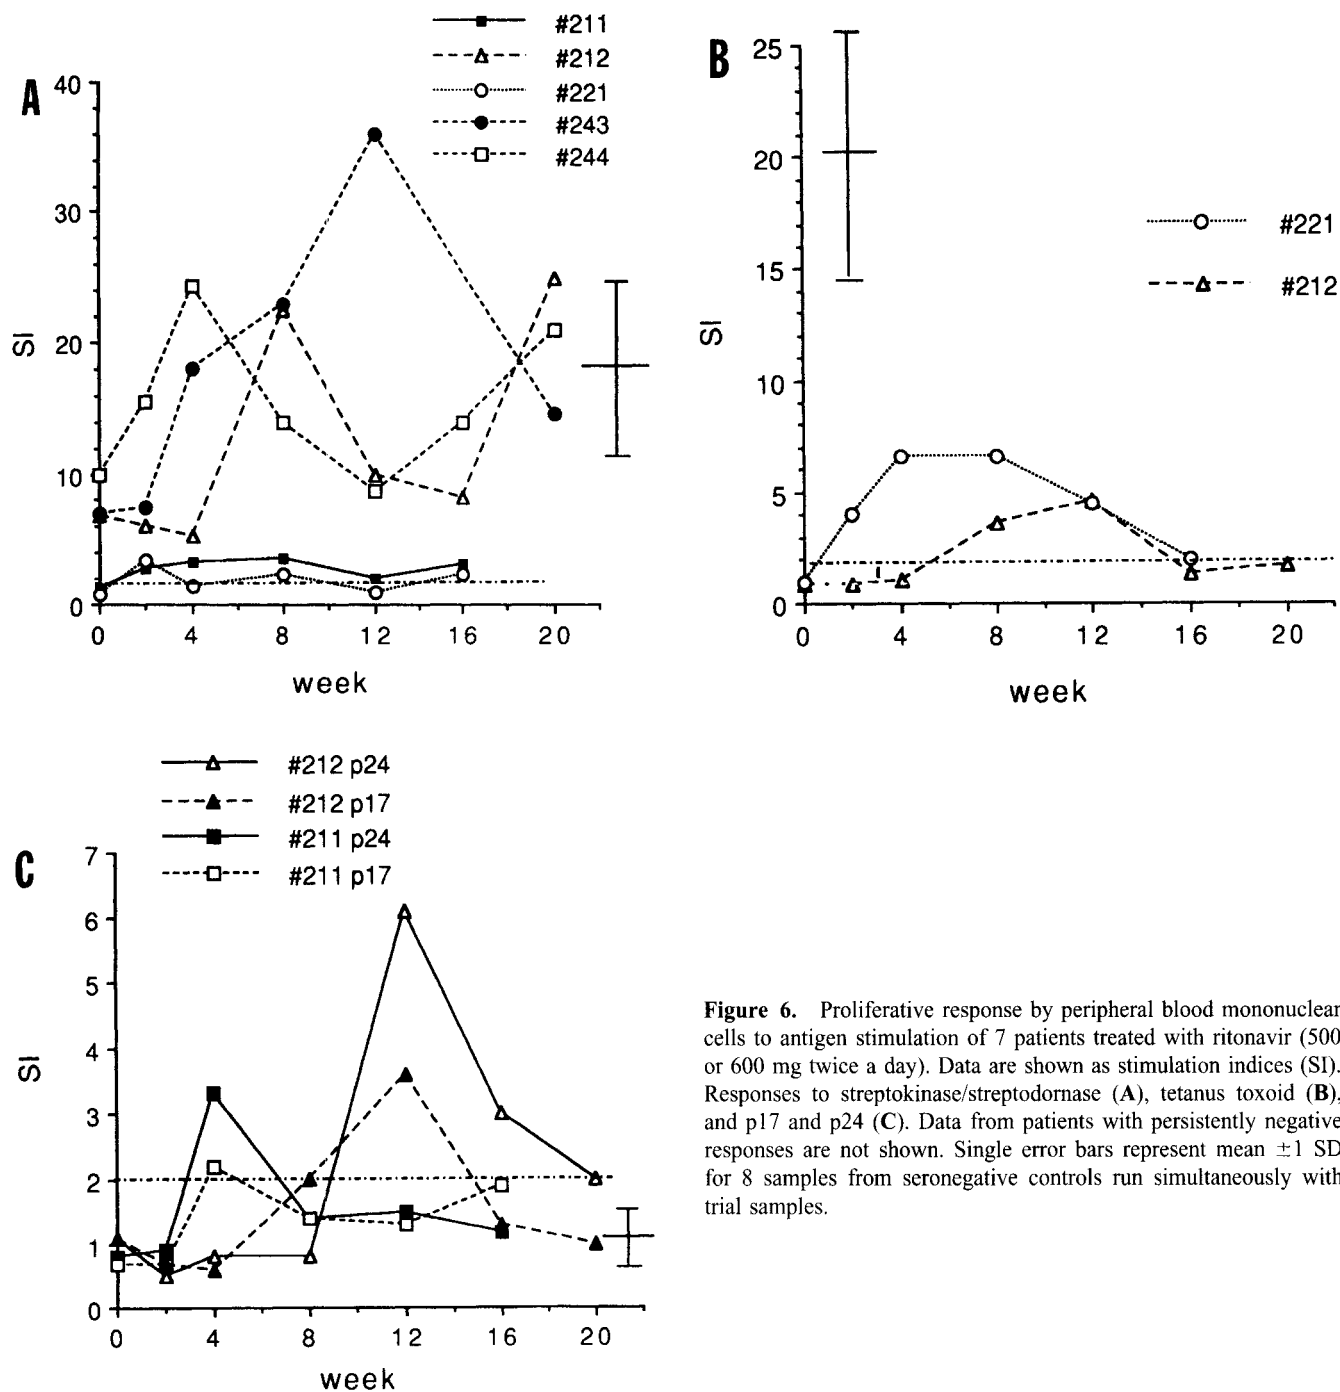 A
#211
#212
#221
#243
#244
40
30
20
10
0
SI
0 4 8 12 16 20
week
B
25
20
15
10
5
0
SI
#221
#212
0 4 8 12 16 20
week
C
#212 p24
#212 p17
#211 p24
#211 p17
7
6
5
4
3
2
1
0
SI
0 4 8 12 16 20
week
Figure 6. Proliferative response by peripheral blood mononuclear
cells to antigen stimulation of 7 patients treated with ritonavir (500
or 600 mg twice a day). Data are shown as stimulation indices (SI).
Responses to streptokinase/streptodornase (A), tetanus toxoid (B),
and p17 and p24 (C). Data from patients with persistently negative
responses are not shown. Single error bars represent mean ±1 SD
for 8 samples from seronegative controls run simultaneously with
trial samples.